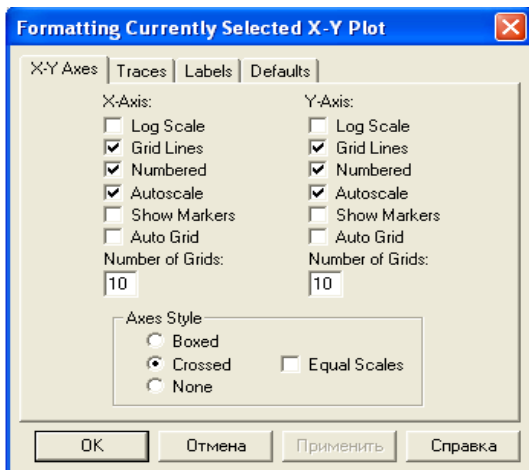 Formatting Currently Selected X-Y Plot
X-Y Axes Traces Labels Defaults
X-Axis: Y-Axis:
Log Scale Log Scale
Grid Lines Grid Lines
Numbered Numbered
Autoscale Autoscale
Show Markers Show Markers
Auto Grid Auto Grid
Number of Grids: Number of Grids:
10 10
Axes Style
Boxed
Crossed Equal Scales
None
OK Отмена Применить Справка